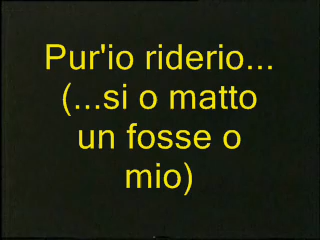 Pur'io riderio...
(...si o matto
un fosse o
mio)